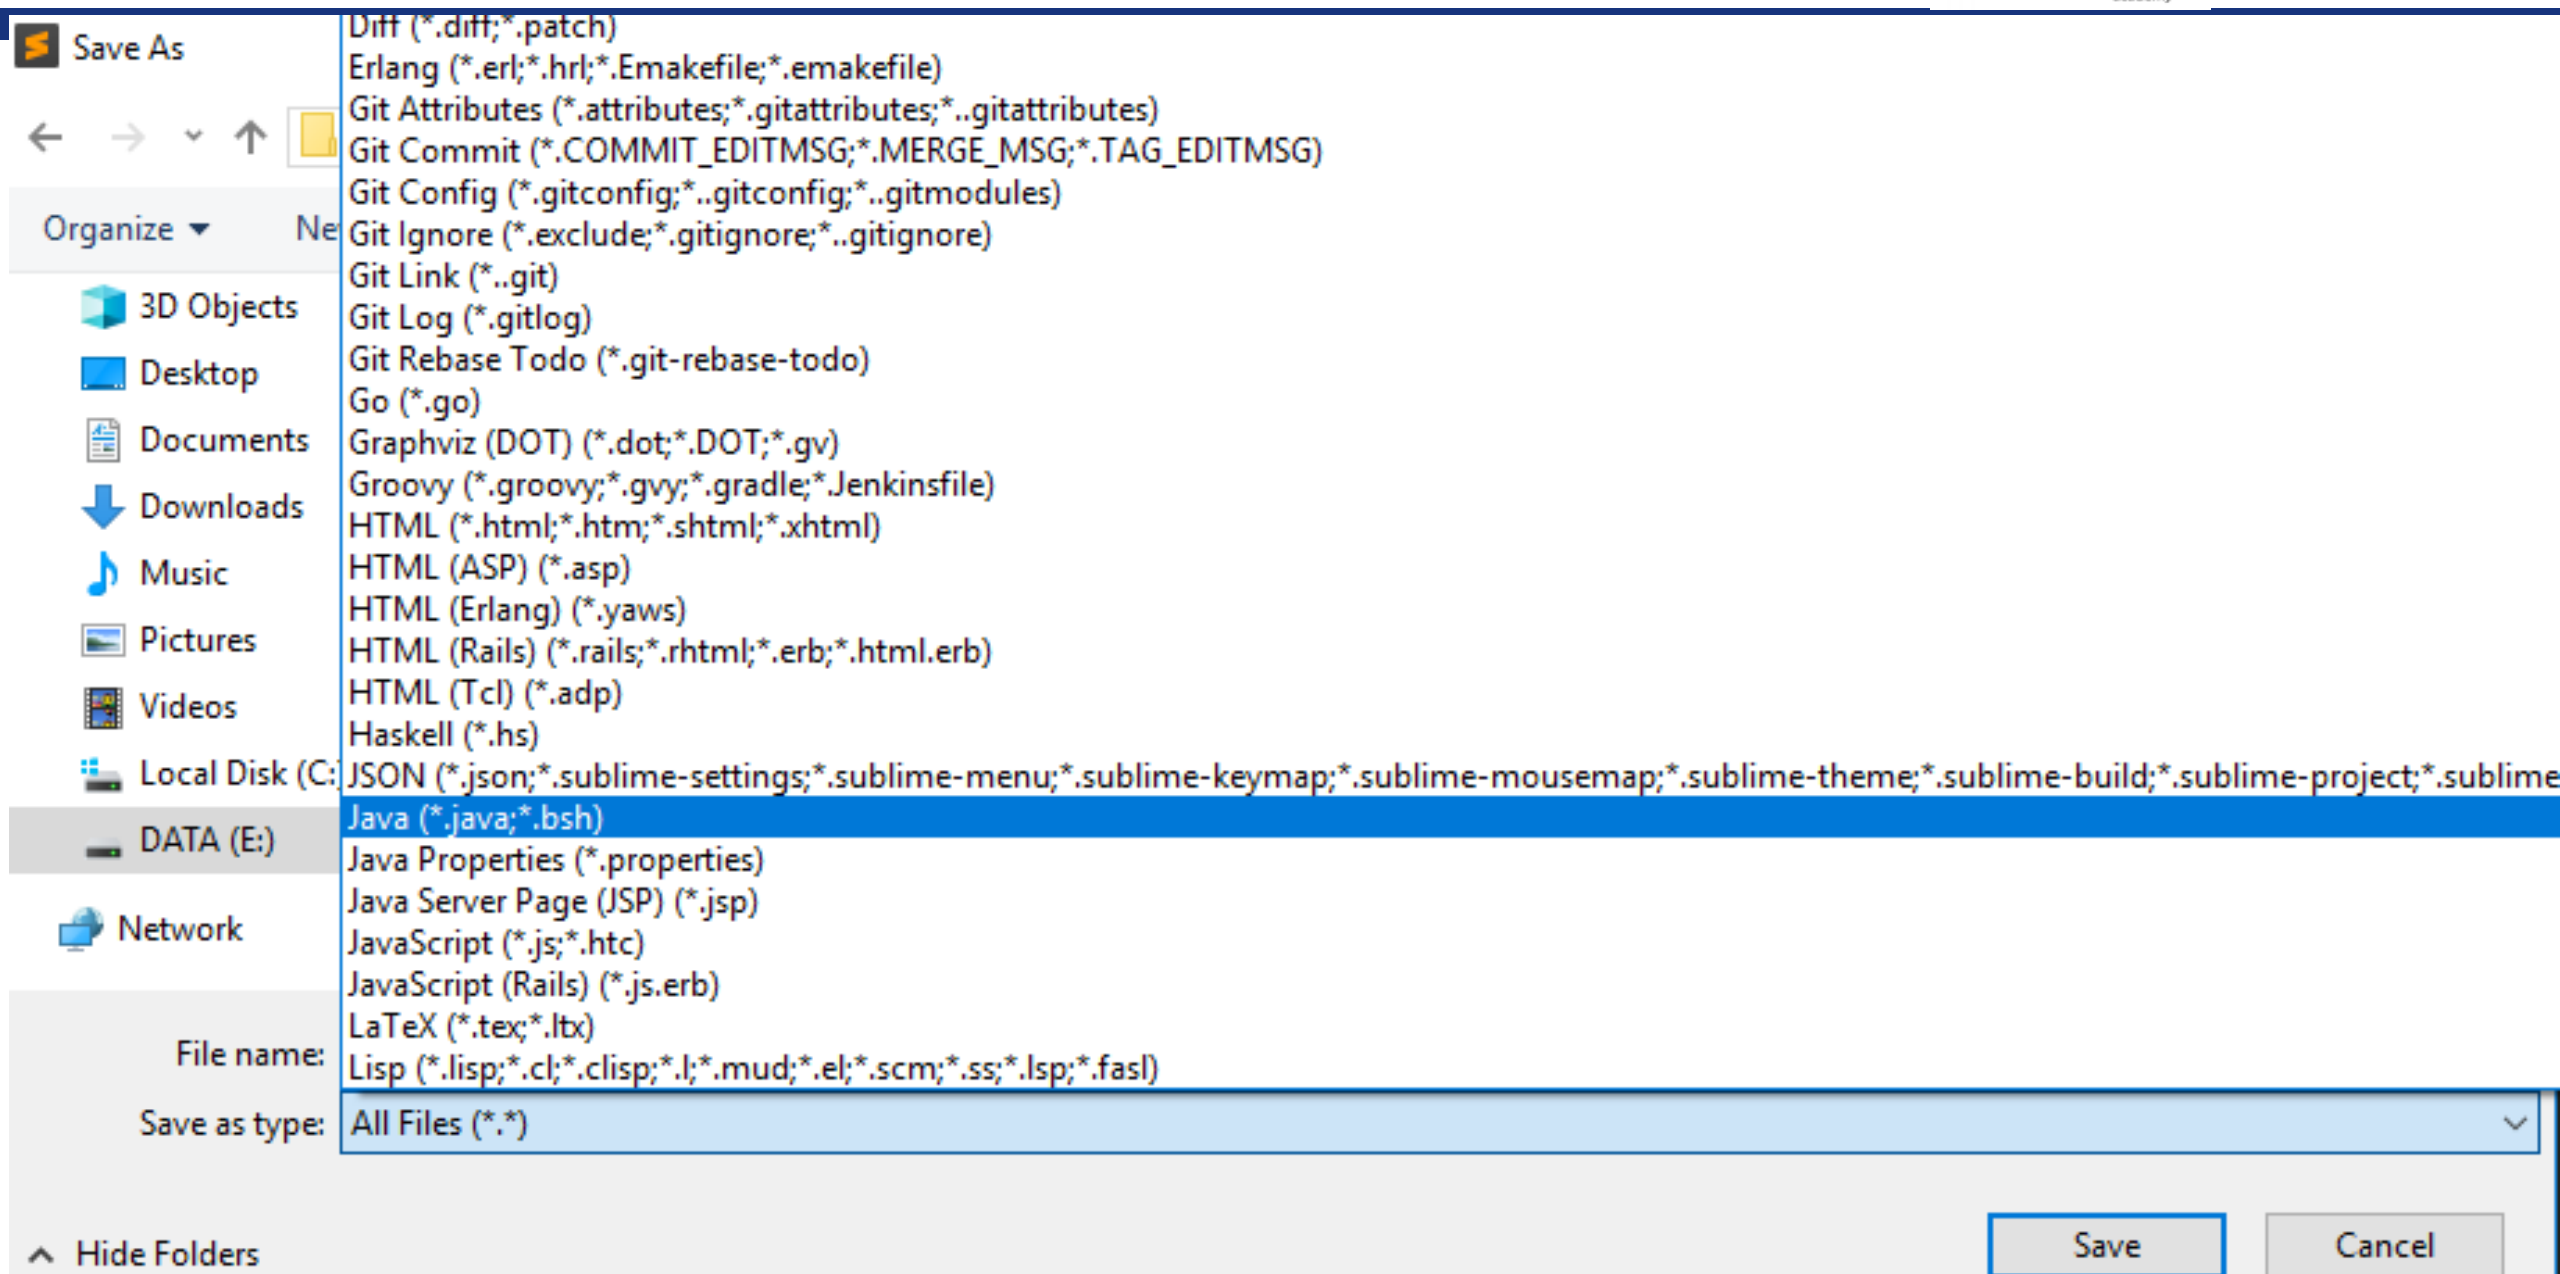 academy
Save As
Organize
Ne
3D Objects
Desktop
Documents
Downloads
Music
Pictures
Videos
Local Disk (C:
DATA (E:)
Network
Diff (*.diff;*.patch)
Erlang (*.erl;*.hrl;*.Emakefile;*.emakefile)
Git Attributes (*.attributes;*.gitattributes;*..gitattributes)
Git Commit (*.COMMIT_EDITMSG;*.MERGE_MSG;*.TAG_EDITMSG)
Git Config (*.gitconfig;*..gitconfig;*..gitmodules)
Git Ignore (*.exclude;*.gitignore;*..gitignore)
Git Link (*..git)
Git Log (*.gitlog)
Git Rebase Todo (*.git-rebase-todo)
Go (*.go)
Graphviz (DOT) (*.dot;*.DOT;*.gv)
Groovy (*.groovy;*.gvy;*.gradle;*.Jenkinsfile)
HTML (*.html;*.htm;*.shtml;*.xhtml)
HTML (ASP) (*.asp)
HTML (Erlang) (*.yaws)
HTML (Rails) (*.rails;*.rhtml;*.erb;*.html.erb)
HTML (Tcl) (*.adp)
Haskell (*.hs)
JSON (*.json;*.sublime-settings;*.sublime-menu;*.sublime-keymap;*.sublime-mousemap;*.sublime-theme;*.sublime-build;*.sublime-project;*.sublime
Java (*.java;*.bsh)
Java Properties (*.properties)
Java Server Page (JSP) (*.jsp)
JavaScript (*.js;*.htc)
JavaScript (Rails) (*.js.erb)
LaTeX (*.tex;*.ltx)
Lisp (*.lisp;*.cl;*.clisp;*.l;*.mud;*.el;*.scm;*.ss;*.lsp;*.fasl)
File name:
Save as type: All Files (*.*)
Hide Folders
Save
Cancel